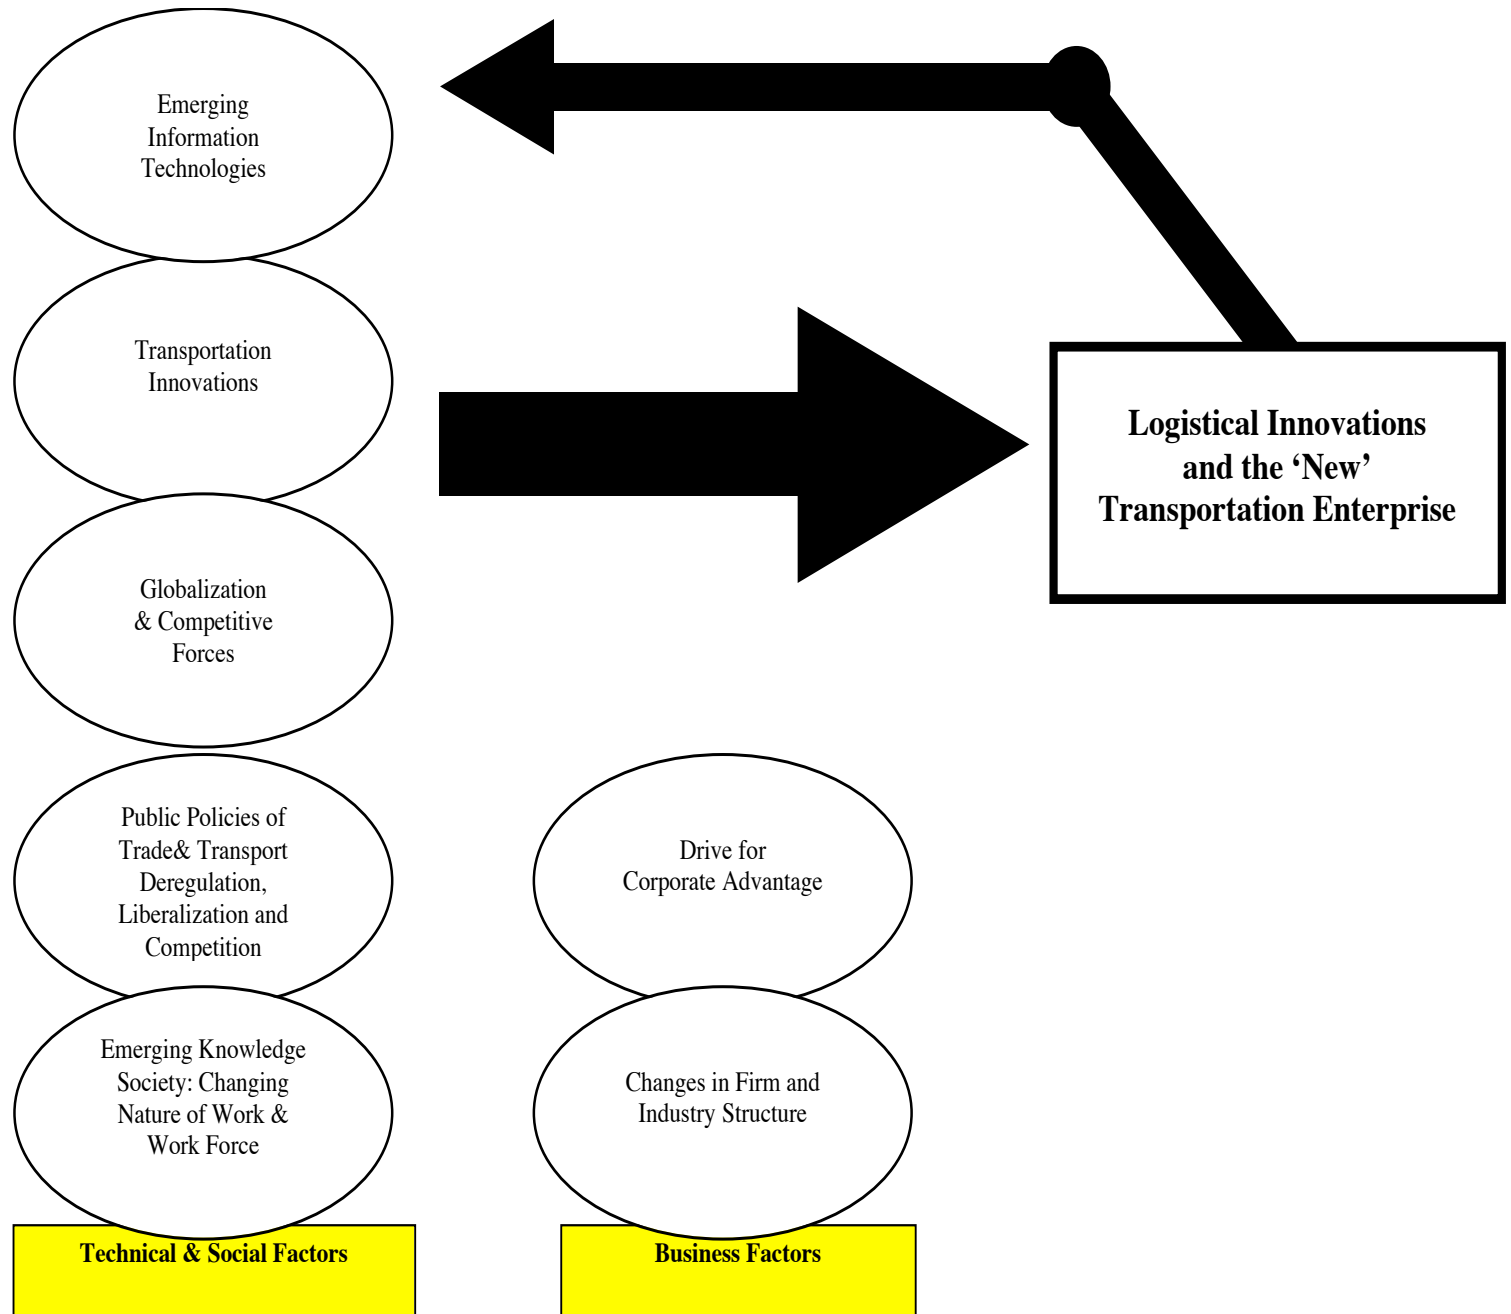 Emerging
Information
Technologies
Transportation
Innovations
Logistical Innovations
and the ‘New’
Transportation Enterprise
Globalization
& Competitive
Forces
Public Policies of
Trade& Transport
Deregulation,
Liberalization and
Competition
Drive for
Corporate Advantage
Emerging Knowledge
Society: Changing
Nature of Work &
Work Force
Changes in Firm and
Industry Structure
Technical & Social Factors
Business Factors